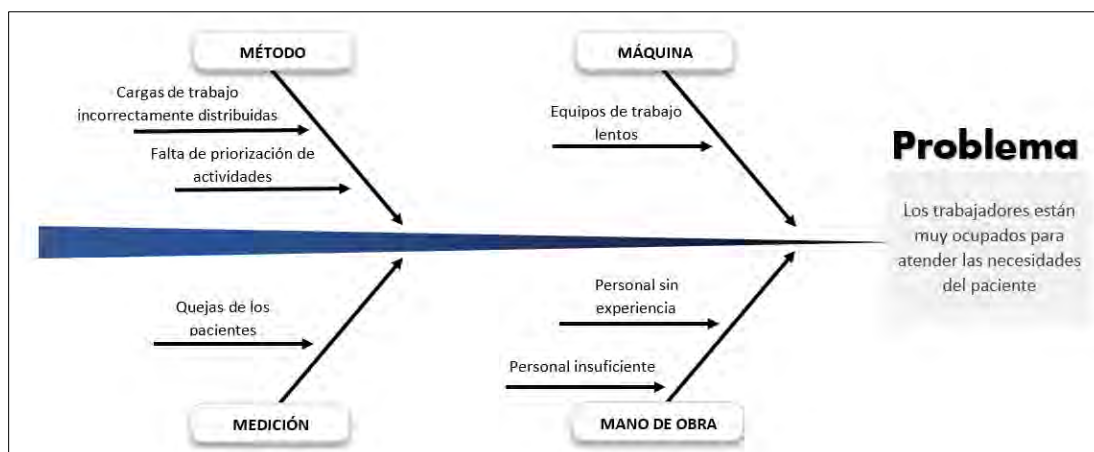 MÉTODO
Cargas de trabajo
incorrectamente distribuidas
Falta de priorización de
actividades
MÁQUINA
Equipos de trabajo
lentos
Problema
Los trabajadores están
muy ocupados para
atender las necesidades
del paciente
Quejas de los
pacientes
MEDICIÓN
Personal sin
experiencia
Personal insuficiente
MANO DE OBRA